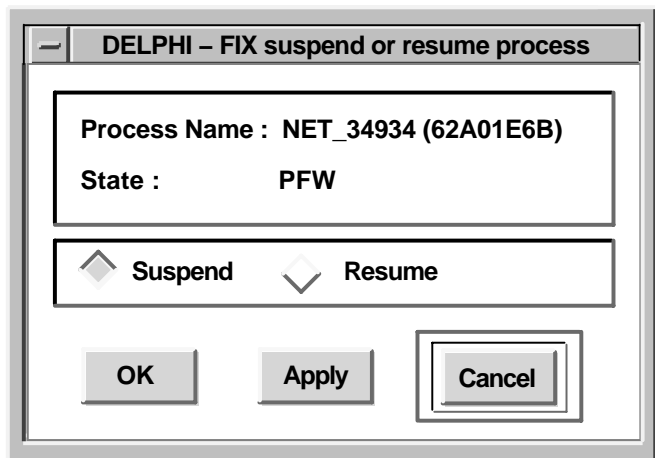 DELPHI – FIX suspend or resume process
Process Name : NET_34934 (62A01E6B)
State : PFW
Suspend Resume
OK Apply Cancel